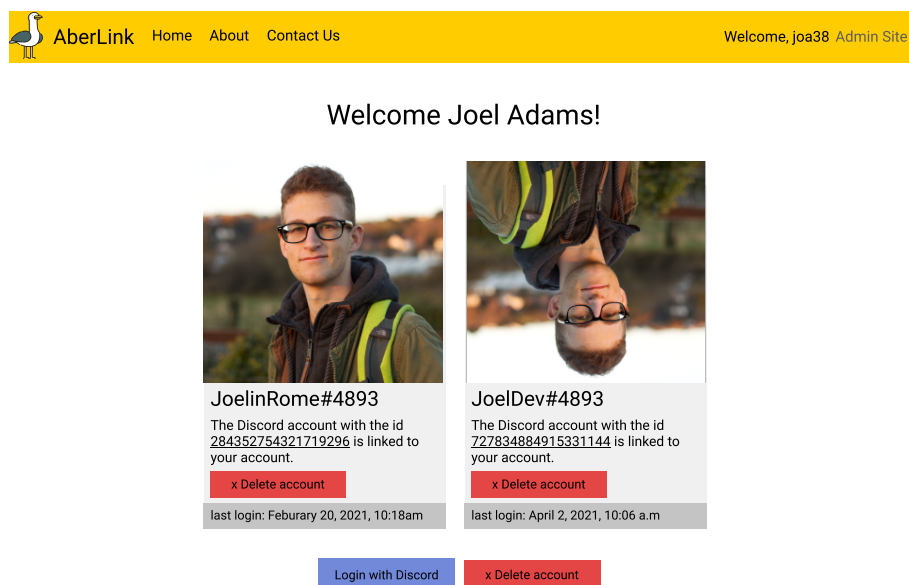 AberLink Home About Contact Us Welcome, joa38 Admin Site
Welcome Joel Adams!
JoelinRome#4893
The Discord account with the id
284352754321719296 is linked to
your account.
x Delete account
last login: Feburary 20, 2021, 10:18am
JoelDev#4893
The Discord account with the id
727834884915331144 is linked to
your account.
x Delete account
last login: April 2, 2021, 10:06 a.m
Login with Discord
x Delete account